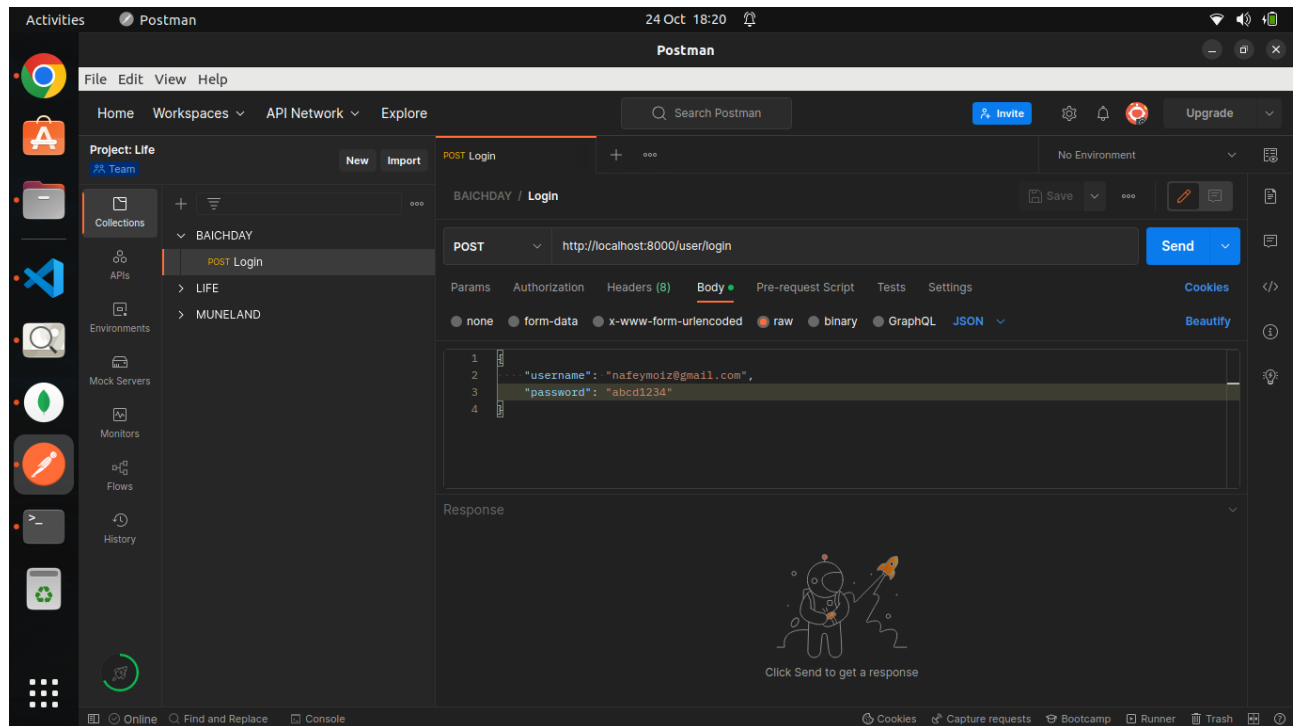 Activities Postman 24 Oct 18:20
Postman
File Edit View Help
Home Workspaces API Network Explore Search Postman Invite Upgrade
Project: Life
Team
New Import
POST Login
No Environment
BAICHDAY / Login
Save
Collections
APIs
Environments
Mock Servers
Monitors
Flows
History
BAICHDAY
POST Login
LIFE
MUNELAND
POST http://localhost:8000/user/login Send
Params Authorization Headers (8) Body Pre-request Script Tests Settings Cookies
none form-data x-www-form-urlencoded raw binary GraphQL JSON Beautify
1 {
2 "username": "nafeymoiz@gmail.com",
3 "password": "abcd1234"
4 }
Response
Click Send to get a response
Online Find and Replace Console Cookies Capture requests Bootcamp Runner Trash